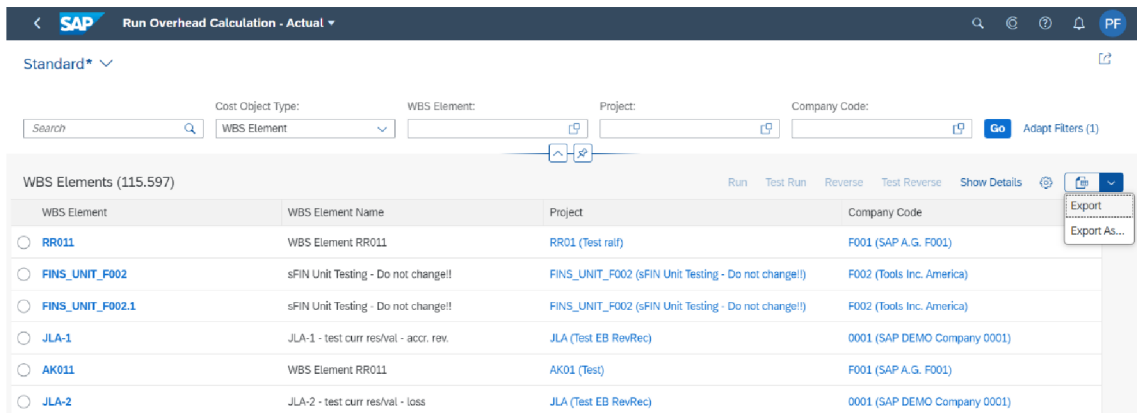 SAP Run Overhead Calculation - Actual PF
Standard*
Cost Object Type: WBS Element: Project: Company Code:
Search WBS Element Go Adapt Filters (1)
WBS Elements (115.597) Run Test Run Reverse Test Reverse Show Details
Export
Export As...
WBS Element WBS Element Name Project Company Code
RR011 WBS Element RR011 RR01 (Test ralf) F001 (SAP A.G. F001)
FINS_UNIT_F002 sFIN Unit Testing - Do not change!! FINS_UNIT_F002 (sFIN Unit Testing - Do not change!!) F002 (Tools Inc. America)
FINS_UNIT_F002.1 sFIN Unit Testing - Do not change!! FINS_UNIT_F002 (sFIN Unit Testing - Do not change!!) F002 (Tools Inc. America)
JLA-1 JLA-1 - test curr res/val - accr. rev. JLA (Test EB RevRec) 0001 (SAP DEMO Company 0001)
AK011 WBS Element RR011 AK01 (Test) F001 (SAP A.G. F001)
JLA-2 JLA-2 - test curr res/val - loss JLA (Test EB RevRec) 0001 (SAP DEMO Company 0001)